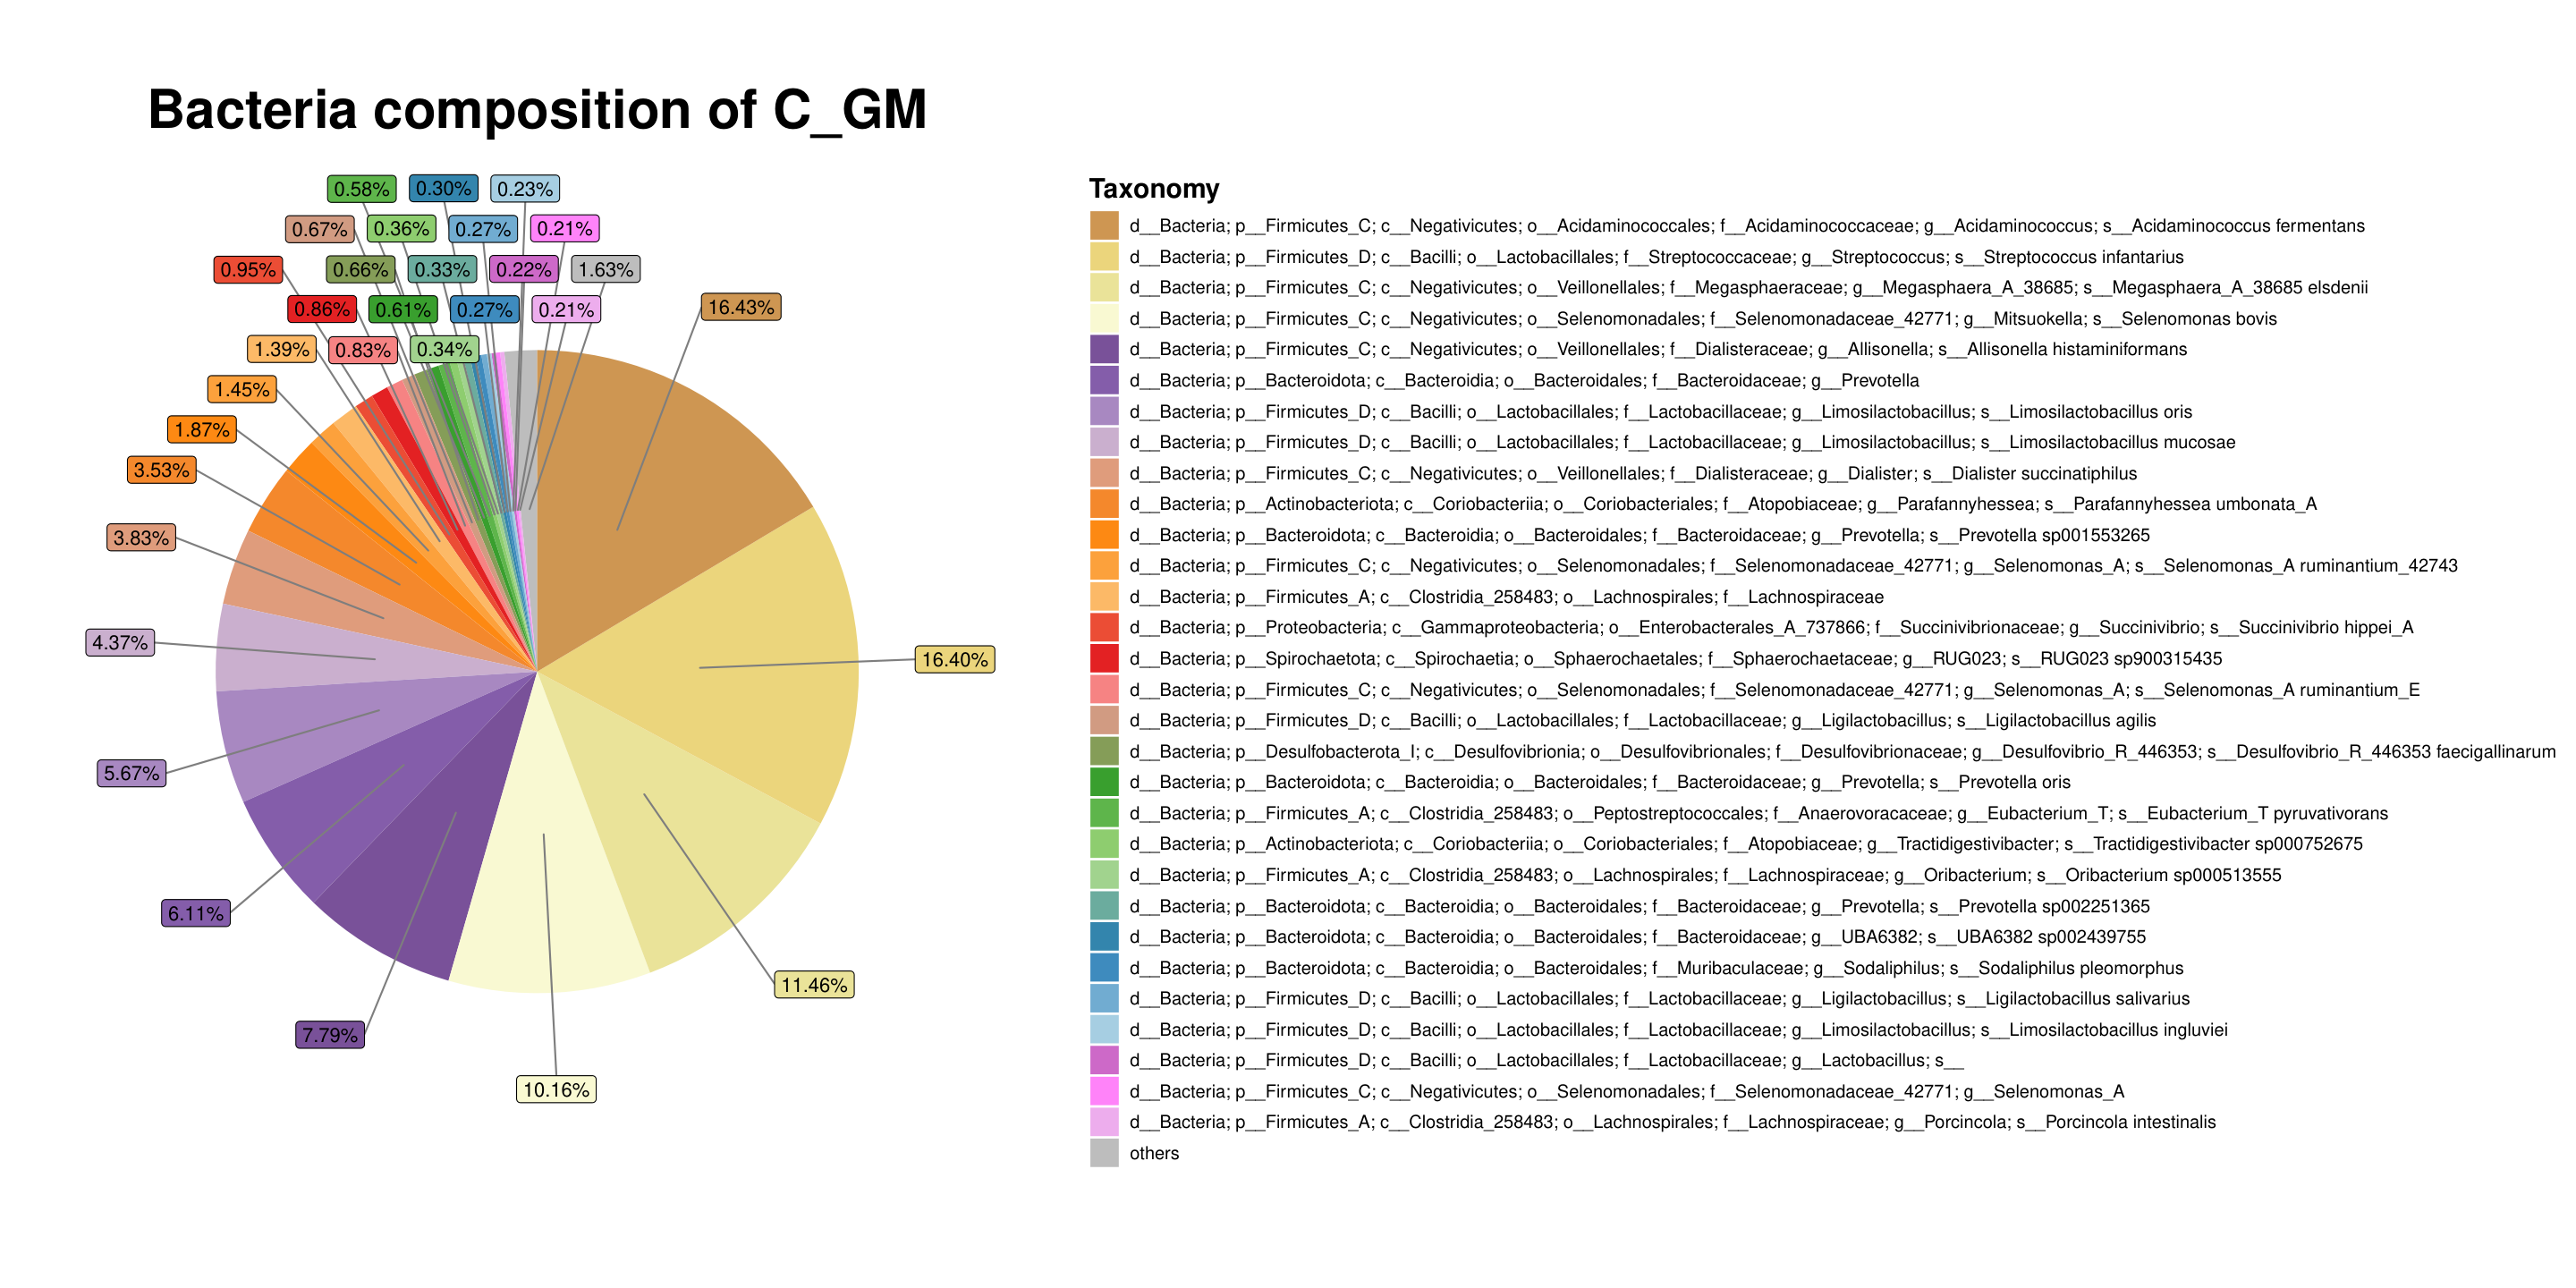 Bacteria composition of C_GM
0.58% 0.30% 0.23%
0.67% 0.36% 0.27% 0.21%
0.95% 0.66% 0.33% 0.22% 1.63%
0.86% 0.61% 0.27% 0.21% 16.43%
1.39% 0.83% 0.34%
1.45%
1.87%
3.53%
3.83%
4.37%
16.40%
5.67%
6.11%
11.46%
7.79%
10.16%
Taxonomy
d__Bacteria; p__Firmicutes_C; c__Negativicutes; o__Acidaminococcales; f__Acidaminococcaceae; g__Acidaminococcus; s__Acidaminococcus fermentans
d__Bacteria; p__Firmicutes_D; c__Bacilli; o__Lactobacillales; f__Streptococcaceae; g__Streptococcus; s__Streptococcus infantarius
d__Bacteria; p__Firmicutes_C; c__Negativicutes; o__Veillonellales; f__Megasphaeraceae; g__Megasphaera_A_38685; s__Megasphaera_A_38685 elsdenii
d__Bacteria; p__Firmicutes_C; c__Negativicutes; o__Selenomonadales; f__Selenomonadaceae_42771; g__Mitsuokella; s__Selenomonas bovis
d__Bacteria; p__Firmicutes_C; c__Negativicutes; o__Veillonellales; f__Dialisteraceae; g__Allisonella; s__Allisonella histaminiformans
d__Bacteria; p__Bacteroidota; c__Bacteroidia; o__Bacteroidales; f__Bacteroidaceae; g__Prevotella
d__Bacteria; p__Firmicutes_D; c__Bacilli; o__Lactobacillales; f__Lactobacillaceae; g__Limosilactobacillus; s__Limosilactobacillus oris
d__Bacteria; p__Firmicutes_D; c__Bacilli; o__Lactobacillales; f__Lactobacillaceae; g__Limosilactobacillus; s__Limosilactobacillus mucosae
d__Bacteria; p__Firmicutes_C; c__Negativicutes; o__Veillonellales; f__Dialisteraceae; g__Dialister; s__Dialister succinatiphilus
d__Bacteria; p__Actinobacteriota; c__Coriobacteriia; o__Coriobacteriales; f__Atopobiaceae; g__Parafannyhessea; s__Parafannyhessea umbonata_A
d__Bacteria; p__Bacteroidota; c__Bacteroidia; o__Bacteroidales; f__Bacteroidaceae; g__Prevotella; s__Prevotella sp001553265
d__Bacteria; p__Firmicutes_C; c__Negativicutes; o__Selenomonadales; f__Selenomonadaceae_42771; g__Selenomonas_A; s__Selenomonas_A ruminantium_42743
d__Bacteria; p__Firmicutes_A; c__Clostridia_258483; o__Lachnospirales; f__Lachnospiraceae
d__Bacteria; p__Proteobacteria; c__Gammaproteobacteria; o__Enterobacterales_A_737866; f__Succinivibrionaceae; g__Succinivibrio; s__Succinivibrio hippei_A
d__Bacteria; p__Spirochaetota; c__Spirochaetia; o__Sphaerochaetales; f__Sphaerochaetaceae; g__RUG023; s__RUG023 sp900315435
d__Bacteria; p__Firmicutes_C; c__Negativicutes; o__Selenomonadales; f__Selenomonadaceae_42771; g__Selenomonas_A; s__Selenomonas_A ruminantium_E
d__Bacteria; p__Firmicutes_D; c__Bacilli; o__Lactobacillales; f__Lactobacillaceae; g__Ligilactobacillus; s__Ligilactobacillus agilis
d__Bacteria; p__Desulfobacterota_I; c__Desulfovibrionia; o__Desulfovibrionales; f__Desulfovibrionaceae; g__Desulfovibrio_R_446353; s__Desulfovibrio_R_446353 faecigallinarum
d__Bacteria; p__Bacteroidota; c__Bacteroidia; o__Bacteroidales; f__Bacteroidaceae; g__Prevotella; s__Prevotella oris
d__Bacteria; p__Firmicutes_A; c__Clostridia_258483; o__Peptostreptococcales; f__Anaerovoracaceae; g__Eubacterium_T; s__Eubacterium_T pyruvativorans
d__Bacteria; p__Actinobacteriota; c__Coriobacteriia; o__Coriobacteriales; f__Atopobiaceae; g__Tractidigestivibacter; s__Tractidigestivibacter sp000752675
d__Bacteria; p__Firmicutes_A; c__Clostridia_258483; o__Lachnospirales; f__Lachnospiraceae; g__Oribacterium; s__Oribacterium sp000513555
d__Bacteria; p__Bacteroidota; c__Bacteroidia; o__Bacteroidales; f__Bacteroidaceae; g__Prevotella; s__Prevotella sp002251365
d__Bacteria; p__Bacteroidota; c__Bacteroidia; o__Bacteroidales; f__Bacteroidaceae; g__UBA6382; s__UBA6382 sp002439755
d__Bacteria; p__Bacteroidota; c__Bacteroidia; o__Bacteroidales; f__Muribaculaceae; g__Sodaliphilus; s__Sodaliphilus pleomorphus
d__Bacteria; p__Firmicutes_D; c__Bacilli; o__Lactobacillales; f__Lactobacillaceae; g__Ligilactobacillus; s__Ligilactobacillus salivarius
d__Bacteria; p__Firmicutes_D; c__Bacilli; o__Lactobacillales; f__Lactobacillaceae; g__Limosilactobacillus; s__Limosilactobacillus ingluviei
d__Bacteria; p__Firmicutes_D; c__Bacilli; o__Lactobacillales; f__Lactobacillaceae; g__Lactobacillus; s__
d__Bacteria; p__Firmicutes_C; c__Negativicutes; o__Selenomonadales; f__Selenomonadaceae_42771; g__Selenomonas_A
d__Bacteria; p__Firmicutes_A; c__Clostridia_258483; o__Lachnospirales; f__Lachnospiraceae; g__Porcincola; s__Porcincola intestinalis
others